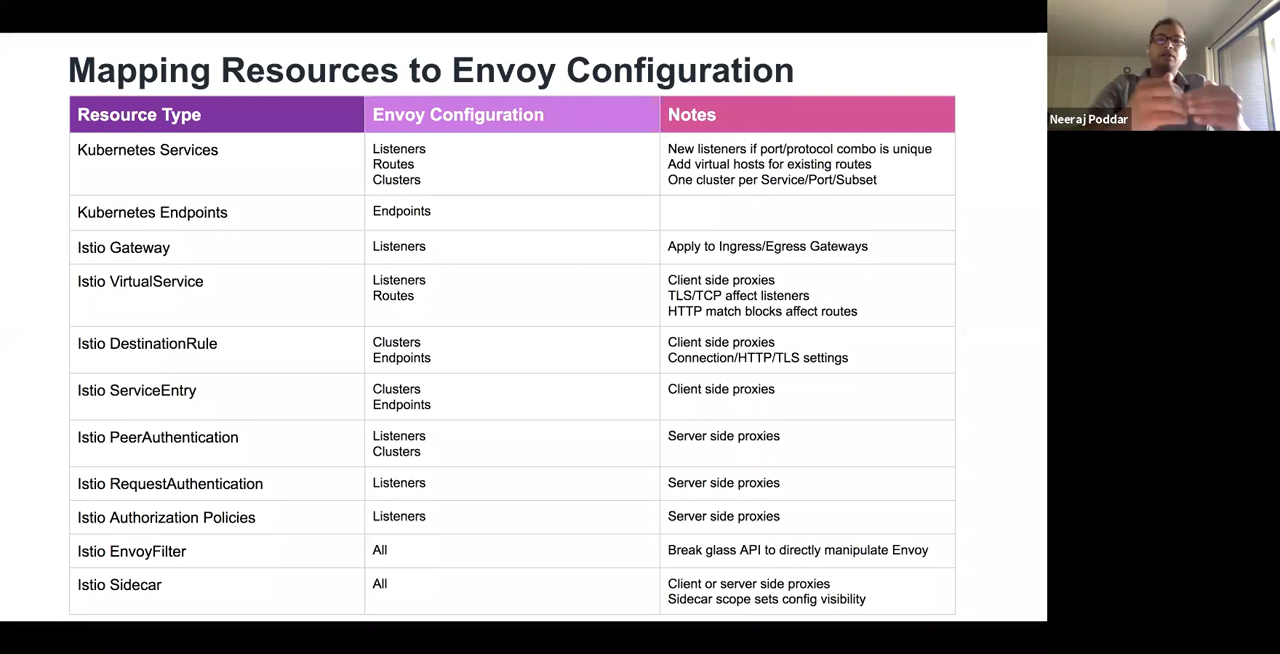 Mapping Resources to Envoy Configuration
Resource Type Envoy Configuration Notes
Kubernetes Services
Listeners
Routes
Clusters
New listeners if port/protocol combo is unique
Add virtual hosts for existing routes
One cluster per Service/Port/Subset
Kubernetes Endpoints
Endpoints
Istio Gateway
Listeners
Apply to Ingress/Egress Gateways
Istio VirtualService
Listeners
Routes
Client side proxies
TLS/TCP affect listeners
HTTP match blocks affect routes
Istio DestinationRule
Clusters
Endpoints
Client side proxies
Connection/HTTP/TLS settings
Istio ServiceEntry
Clusters
Endpoints
Client side proxies
Istio PeerAuthentication
Listeners
Clusters
Server side proxies
Istio RequestAuthentication
Listeners
Server side proxies
Istio Authorization Policies
Listeners
Server side proxies
Istio EnvoyFilter
All
Break glass API to directly manipulate Envoy
Istio Sidecar
All
Client or server side proxies
Sidecar scope sets config visibility
Neeraj Poddar